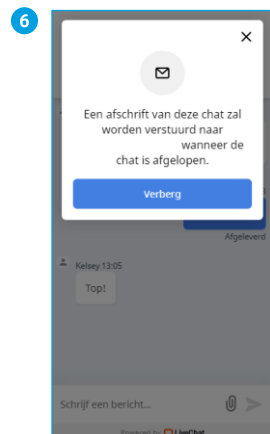 6
Een afschrift van deze chat zal
worden verstuurd naar
wanneer de
chat is afgelopen.
Verberg
Afgeleverd
Kelsey 13:05
Top!
Schrijf een bericht...
Powered by LiveChat